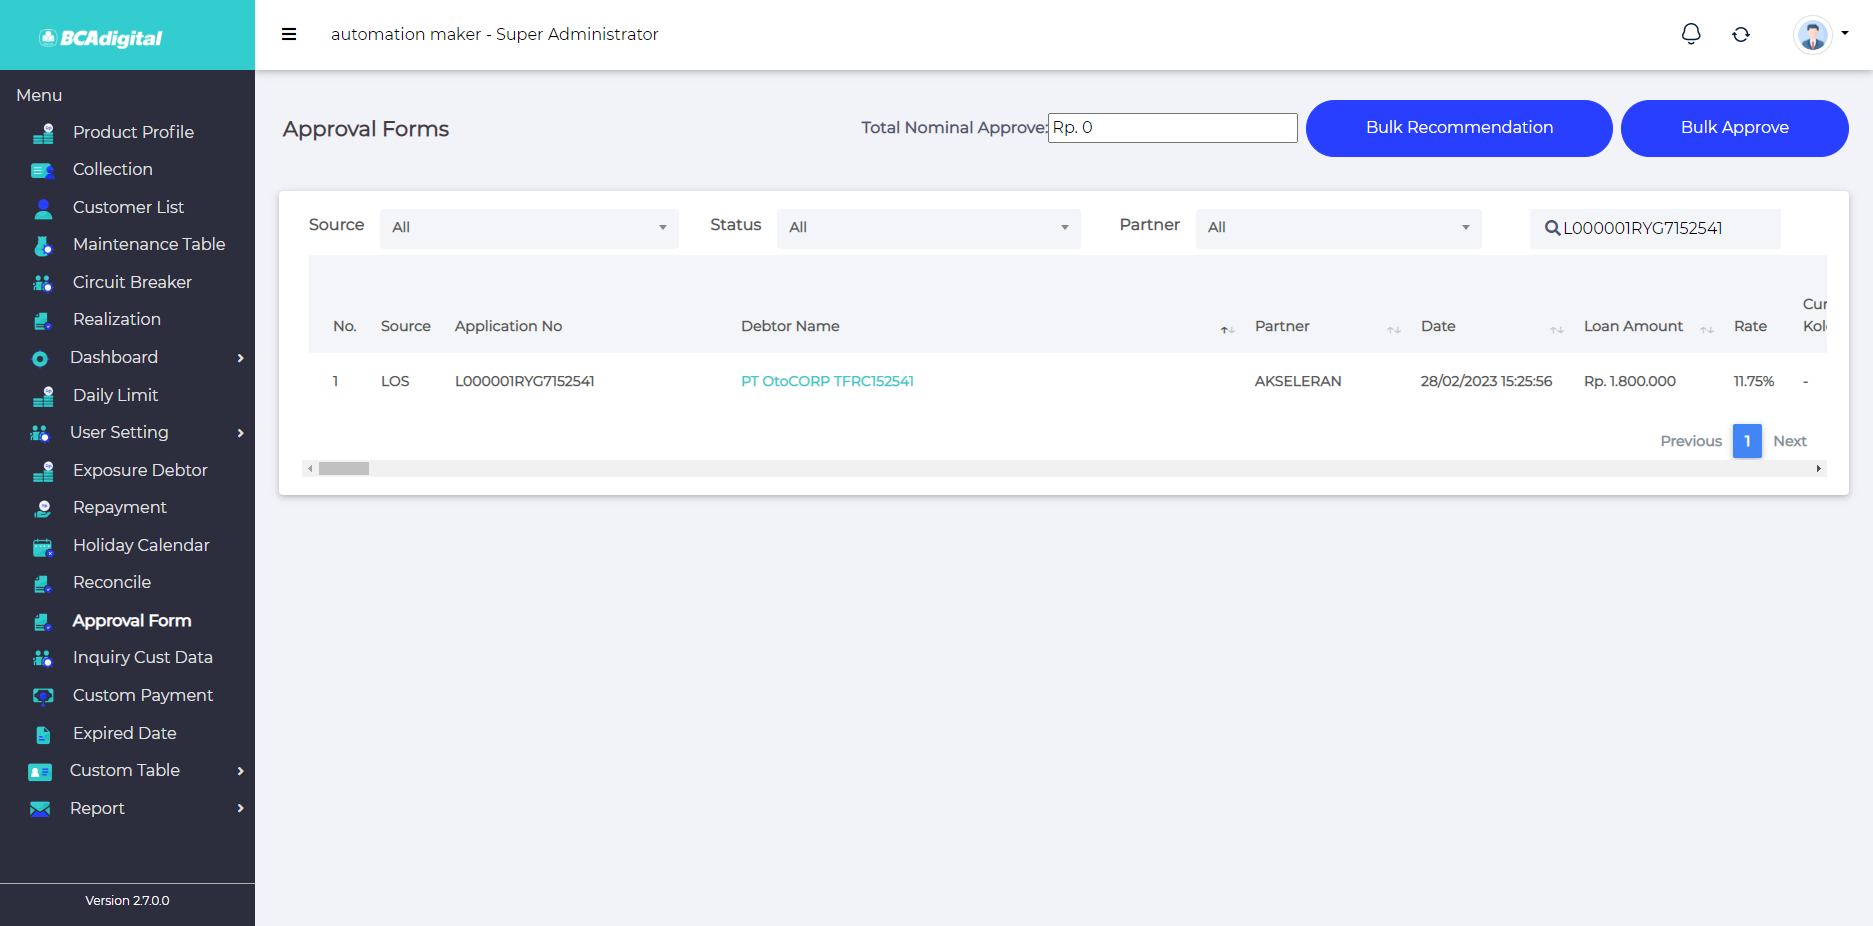 BCAdigital
automation maker - Super Administrator
Menu
Product Profile
Collection
Customer List
Maintenance Table
Circuit Breaker
Realization
Dashboard
Daily Limit
User Setting
Exposure Debtor
Repayment
Holiday Calendar
Reconcile
Approval Form
Inquiry Cust Data
Custom Payment
Expired Date
Custom Table
Report
Version 2.7.0.0
Approval Forms
Total Nominal Approve: Rp. 0
Bulk Recommendation
Bulk Approve
Source All Status All Partner All L000001RYG7152541
No. Source Application No Debtor Name Partner Date Loan Amount Rate Cur
Kol
1 LOS L000001RYG7152541 PT OtoCORP TFRC152541 AKSELERAN 28/02/2023 15:25:56 Rp. 1.800.000 11.75% -
Previous 1 Next